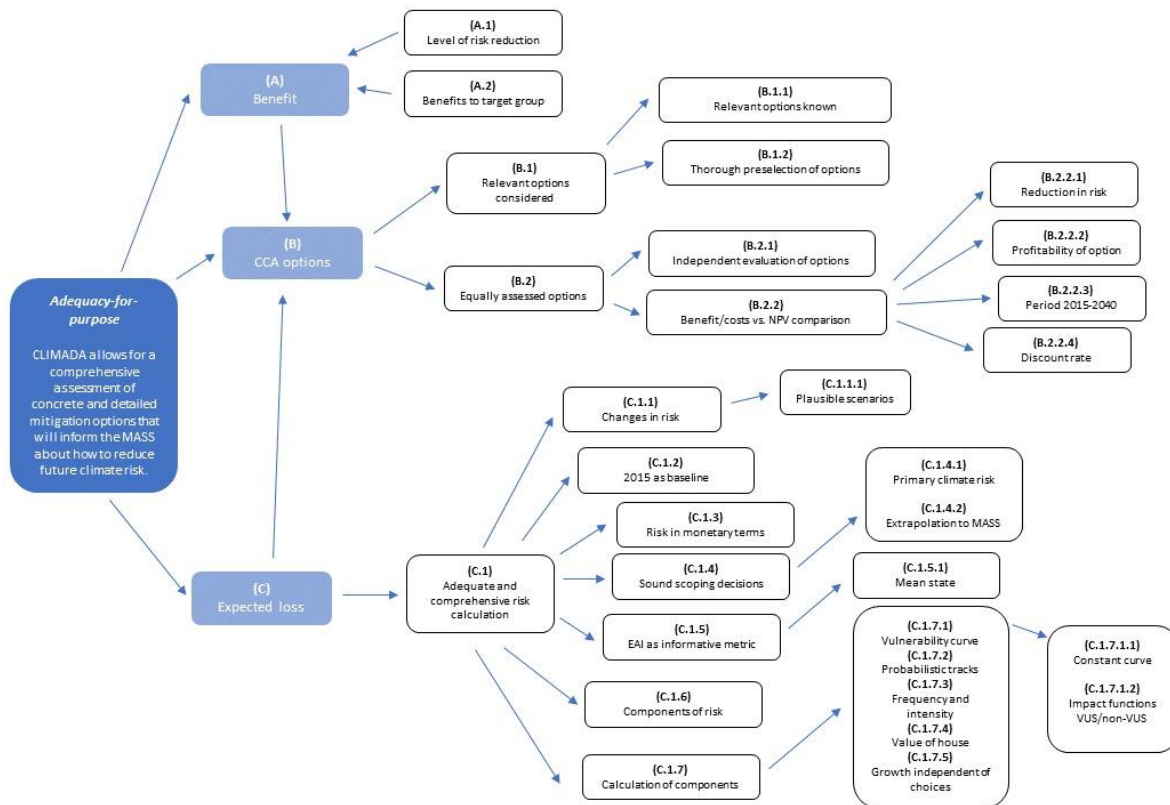 (A.1)
Level of risk reduction
(A.2)
Benefits to target group
(A)
Benefit
(B.1.1)
Relevant options known
(B.1.2)
Thorough preselection of options
(B.1)
Relevant options
considered
(B)
CCA options
(B.2)
Equally assessed options
(B.2.1)
Independent evaluation of options
(B.2.2)
Benefit/costs vs. NPV comparison
(B.2.2.1)
Reduction in risk
(B.2.2.2)
Profitability of option
(B.2.2.3)
Period 2015-2040
(B.2.2.4)
Discount rate
Adequacy-for-
purpose
CLIMADA allows for a
comprehensive
assessment of
concrete and detailed
mitigation options that
will inform the MASS
about how to reduce
future climate risk.
(C)
Expected loss
(C.1)
Adequate and
comprehensive risk
calculation
(C.1.1)
Changes in risk
(C.1.1.1)
Plausible scenarios
(C.1.2)
2015 as baseline
(C.1.3)
Risk in monetary terms
(C.1.4)
Sound scoping decisions
(C.1.4.1)
Primary climate risk
(C.1.4.2)
Extrapolation to MASS
(C.1.5)
EAI as informative metric
(C.1.5.1)
Mean state
(C.1.6)
Components of risk
(C.1.7)
Calculation of components
(C.1.7.1)
Vulnerability curve
(C.1.7.2)
Probabilistic tracks
(C.1.7.3)
Frequency and
intensity
(C.1.7.4)
Value of house
(C.1.7.5)
Growth independent of
choices
(C.1.7.1.1)
Constant curve
(C.1.7.1.2)
Impact functions
VUS/non-VUS